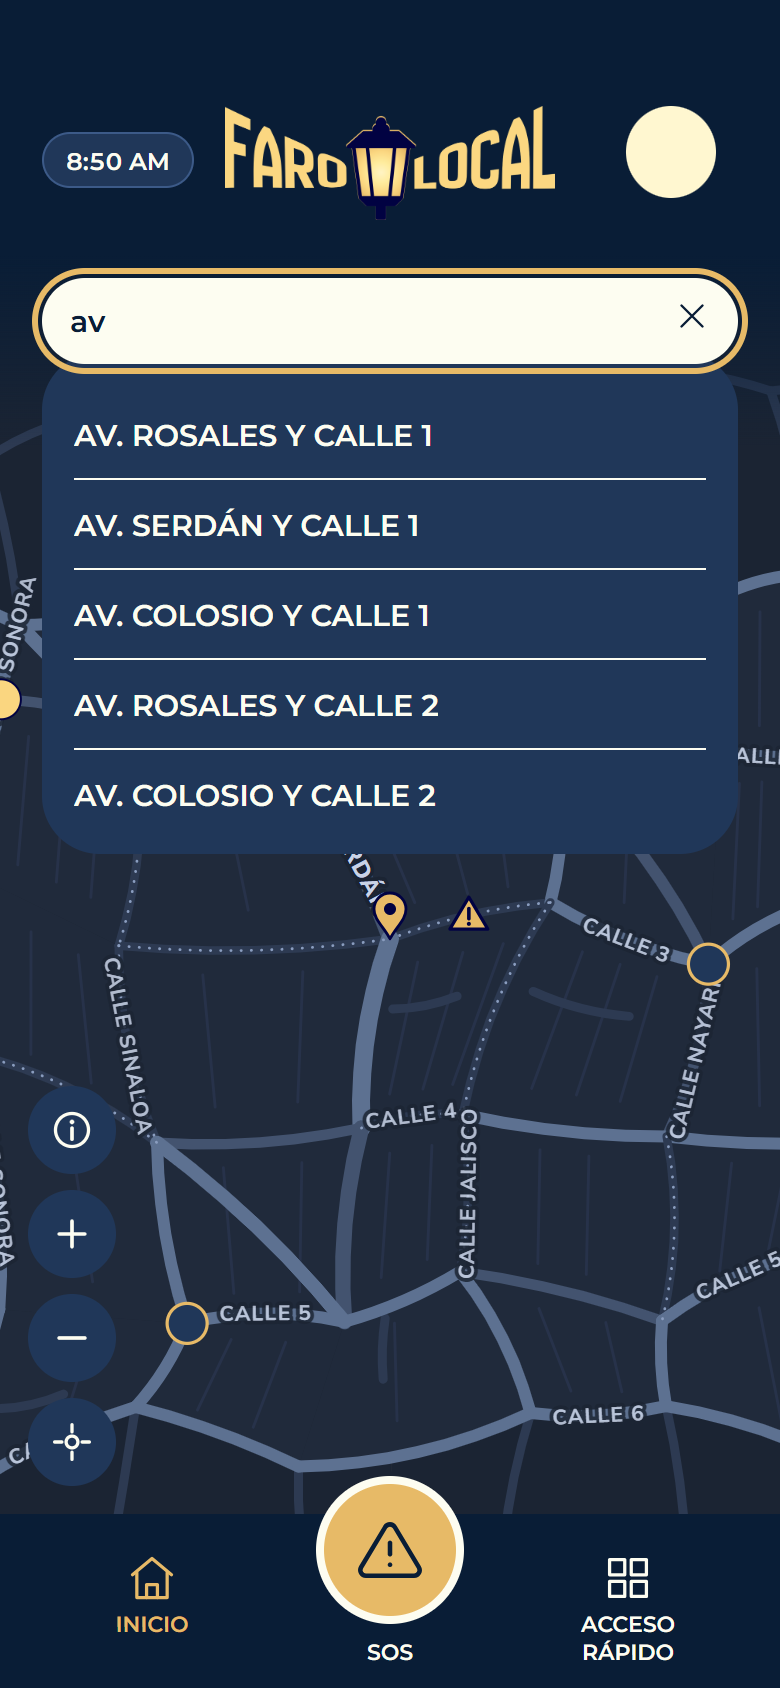 8:50 AM
FARO LOCAL
av
AV. ROSALES Y CALLE 1
AV. SERDÁN Y CALLE 1
AV. COLOSIO Y CALLE 1
AV. ROSALES Y CALLE 2
AV. COLOSIO Y CALLE 2
SONORA
CALLE 3
CALLE SINALOA
CALLE 4
CALLE JALISCO
SONORA
CALLE 5
CALLE 5
CALLE 6
INICIO
SOS
ACCESO
RÁPIDO